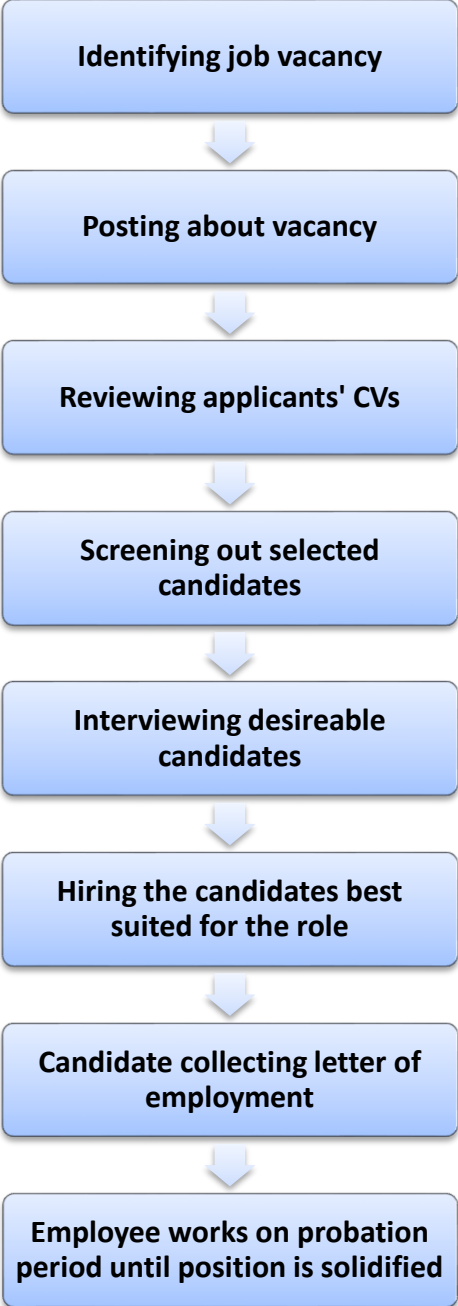 Identifying job vacancy
Posting about vacancy
Reviewing applicants' CVs
Screening out selected
candidates
Interviewing desireable
candidates
Hiring the candidates best
suited for the role
Candidate collecting letter of
employment
Employee works on probation
period until position is solidified